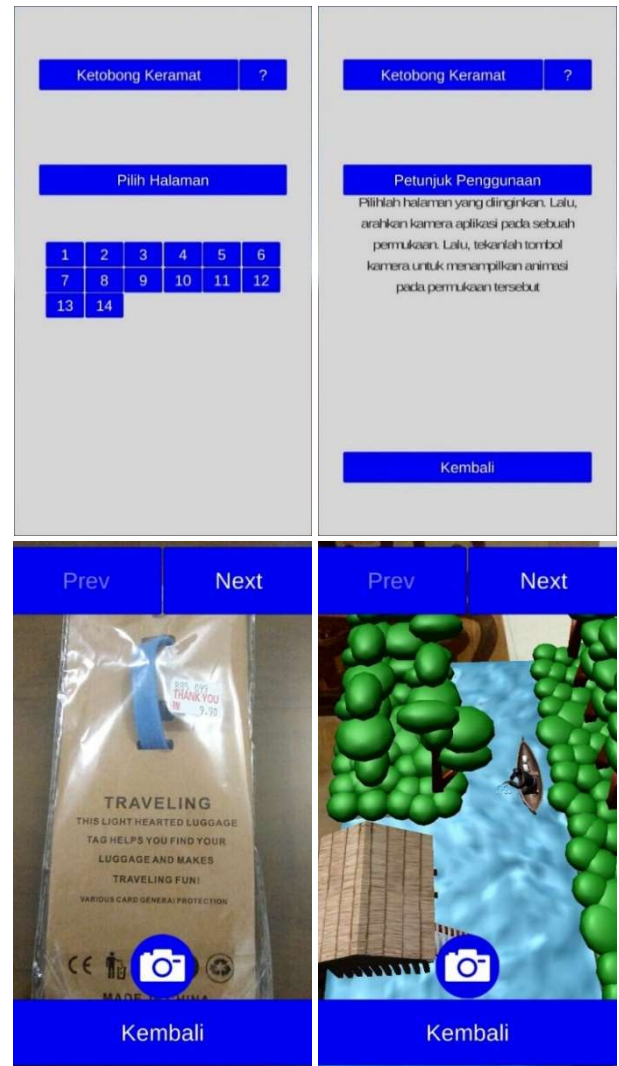 Ketobong Keramat ?
Pilih Halaman
1 2 3 4 5 6
7 8 9 10 11 12
13 14
Ketobong Keramat ?
Petunjuk Penggunaan
Pilihlah halaman yang diinginkan. Lalu,
arahkan kamera aplikasi pada sebuah
permukaan. Lalu, tekanlah tombol
kamera untuk menampilkan animasi
pada permukaan tersebut
Kembali
Prev Next
THANK YOU
9.90
TRAVELING
THIS LIGHT HEARTED LUGGAGE
TAG HELPS YOU FIND YOUR
LUGGAGE AND MAKES
TRAVELING FUN!
VARIOUS CARD GENERAL PROTECTION
CE
MADE IN CHINA
Kembali
Prev Next
Kembali